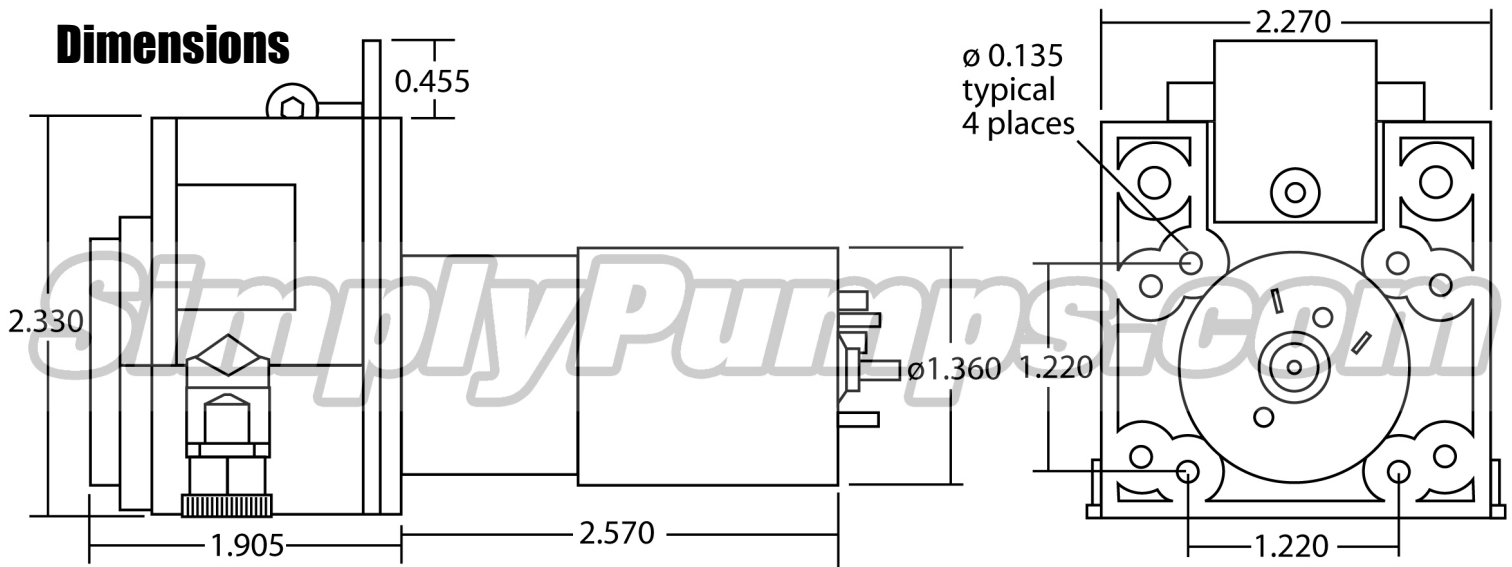 Dimensions
0.455
2.330
1.905
2.570
ø1.360
2.270
ø 0.135
typical
4 places
1.220
1.220
SimplyPumps.com